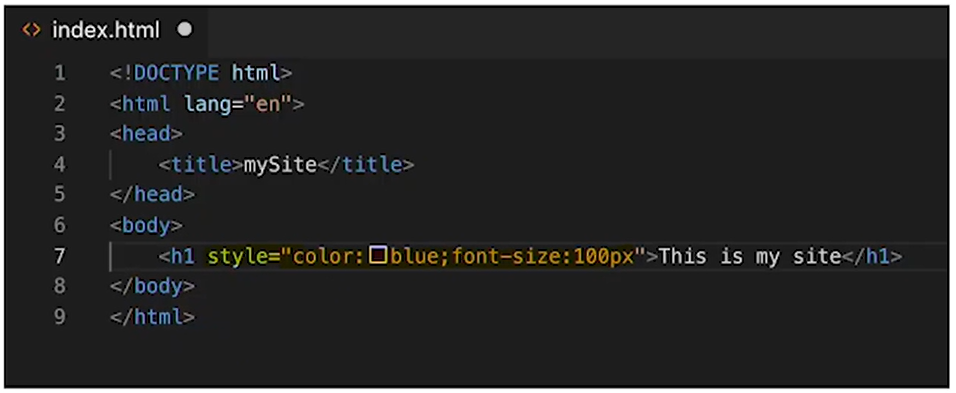 index.html
1 <!DOCTYPE html>
2 <html lang="en">
3 <head>
4 <title>mySite</title>
5 </head>
6 <body>
7 <h1 style="color:blue;font-size:100px">This is my site</h1>
8 </body>
9 </html>